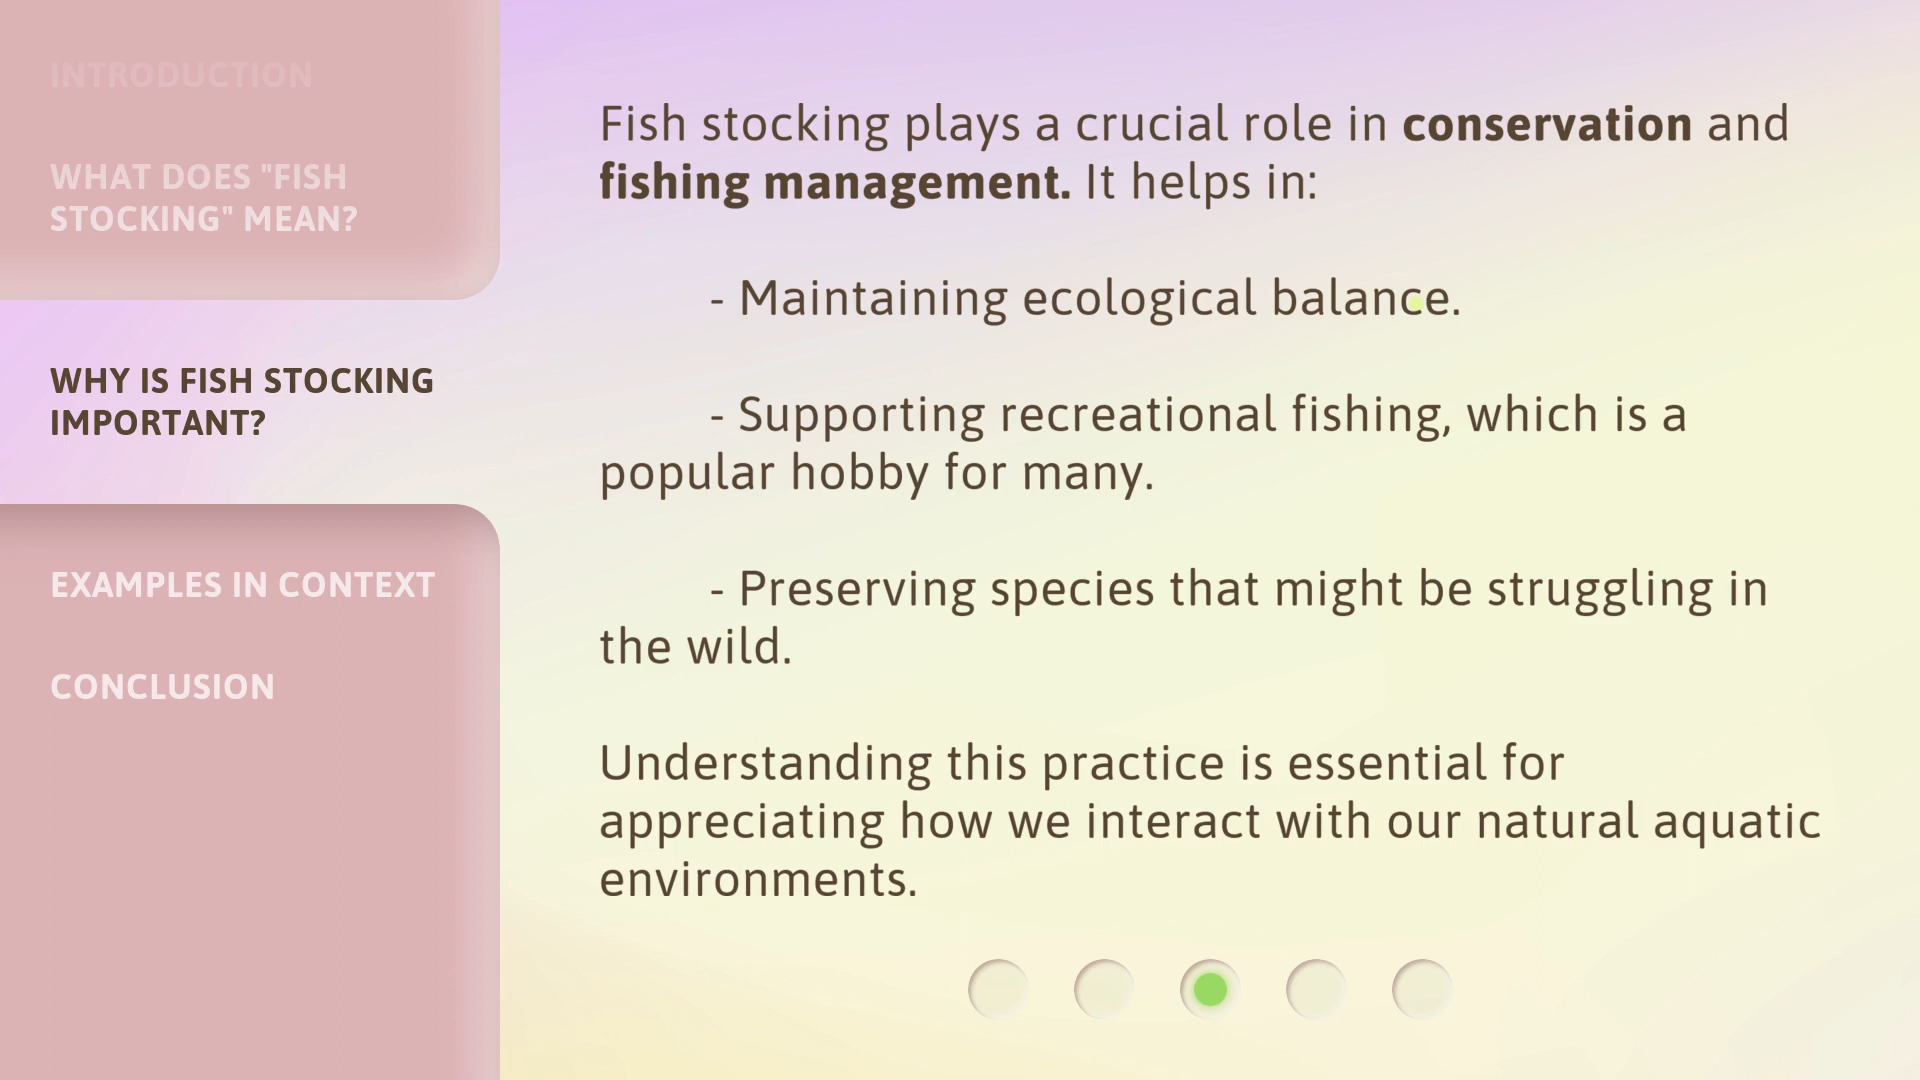 INTRODUCTION
WHAT DOES "FISH
STOCKING" MEAN?
WHY IS FISH STOCKING
IMPORTANT?
EXAMPLES IN CONTEXT
CONCLUSION
Fish stocking plays a crucial role in conservation and
fishing management. It helps in:
- Maintaining ecological balance.
- Supporting recreational fishing, which is a
popular hobby for many.
- Preserving species that might be struggling in
the wild.
Understanding this practice is essential for
appreciating how we interact with our natural aquatic
environments.